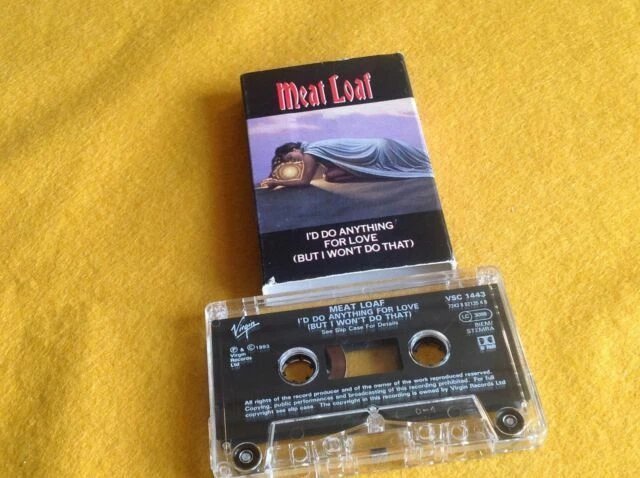 Meat Loaf
I'D DO ANYTHING
FOR LOVE
(BUT I WON'T DO THAT)
MEAT LOAF
I'D DO ANYTHING FOR LOVE
(BUT I WON'T DO THAT)
See Slip Case For Details
VSC 1443
LC 3098
BIEM/
STEMRA
Virgin
℗ & © 1993
Virgin
Records
Ltd
All rights of the record producer and of the owner of the work reproduced reserved.
Copying, public performances and broadcasting of this recording prohibited. For full
copyright see slip case. The copyright in this recording is owned by Virgin Records Ltd